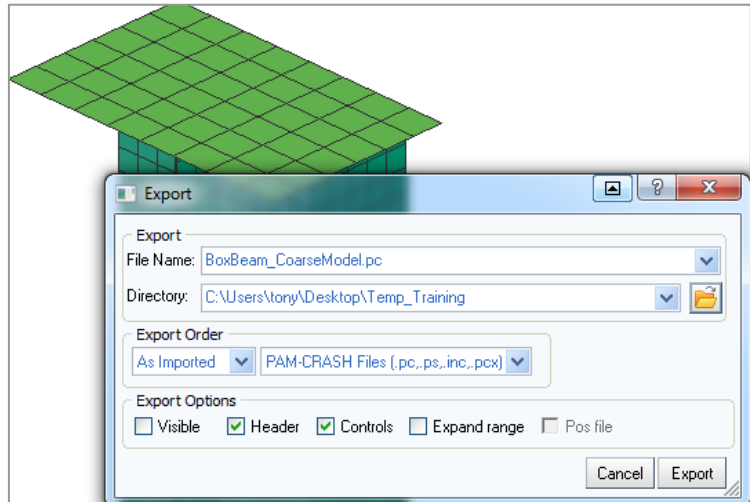 Export
Export
File Name: BoxBeam_CoarseModel.pc
Directory: C:\Users\tony\Desktop\Temp_Training
Export Order
As Imported PAM-CRASH Files (.pc,.ps,.inc,.pcx)
Export Options
Visible Header Controls Expand range Pos file
Cancel Export